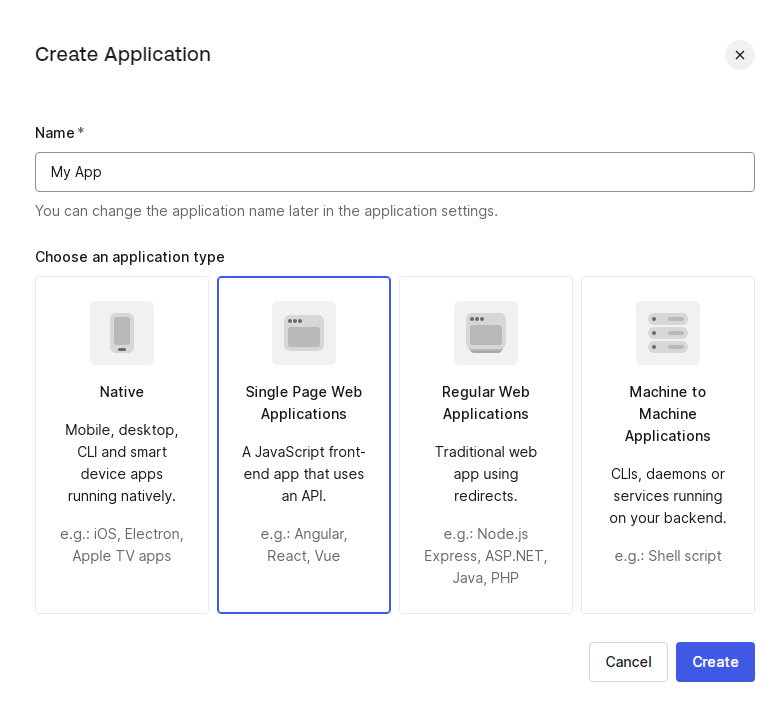 Create Application
Name *
My App
You can change the application name later in the application settings.
Choose an application type
Native
Mobile, desktop,
CLI and smart
device apps
running natively.
e.g.: iOS, Electron,
Apple TV apps
Single Page Web
Applications
A JavaScript front-
end app that uses
an API.
e.g.: Angular,
React, Vue
Regular Web
Applications
Traditional web
app using
redirects.
e.g.: Node.js
Express, ASP.NET,
Java, PHP
Machine to
Machine
Applications
CLIs, daemons or
services running
on your backend.
e.g.: Shell script
Cancel
Create